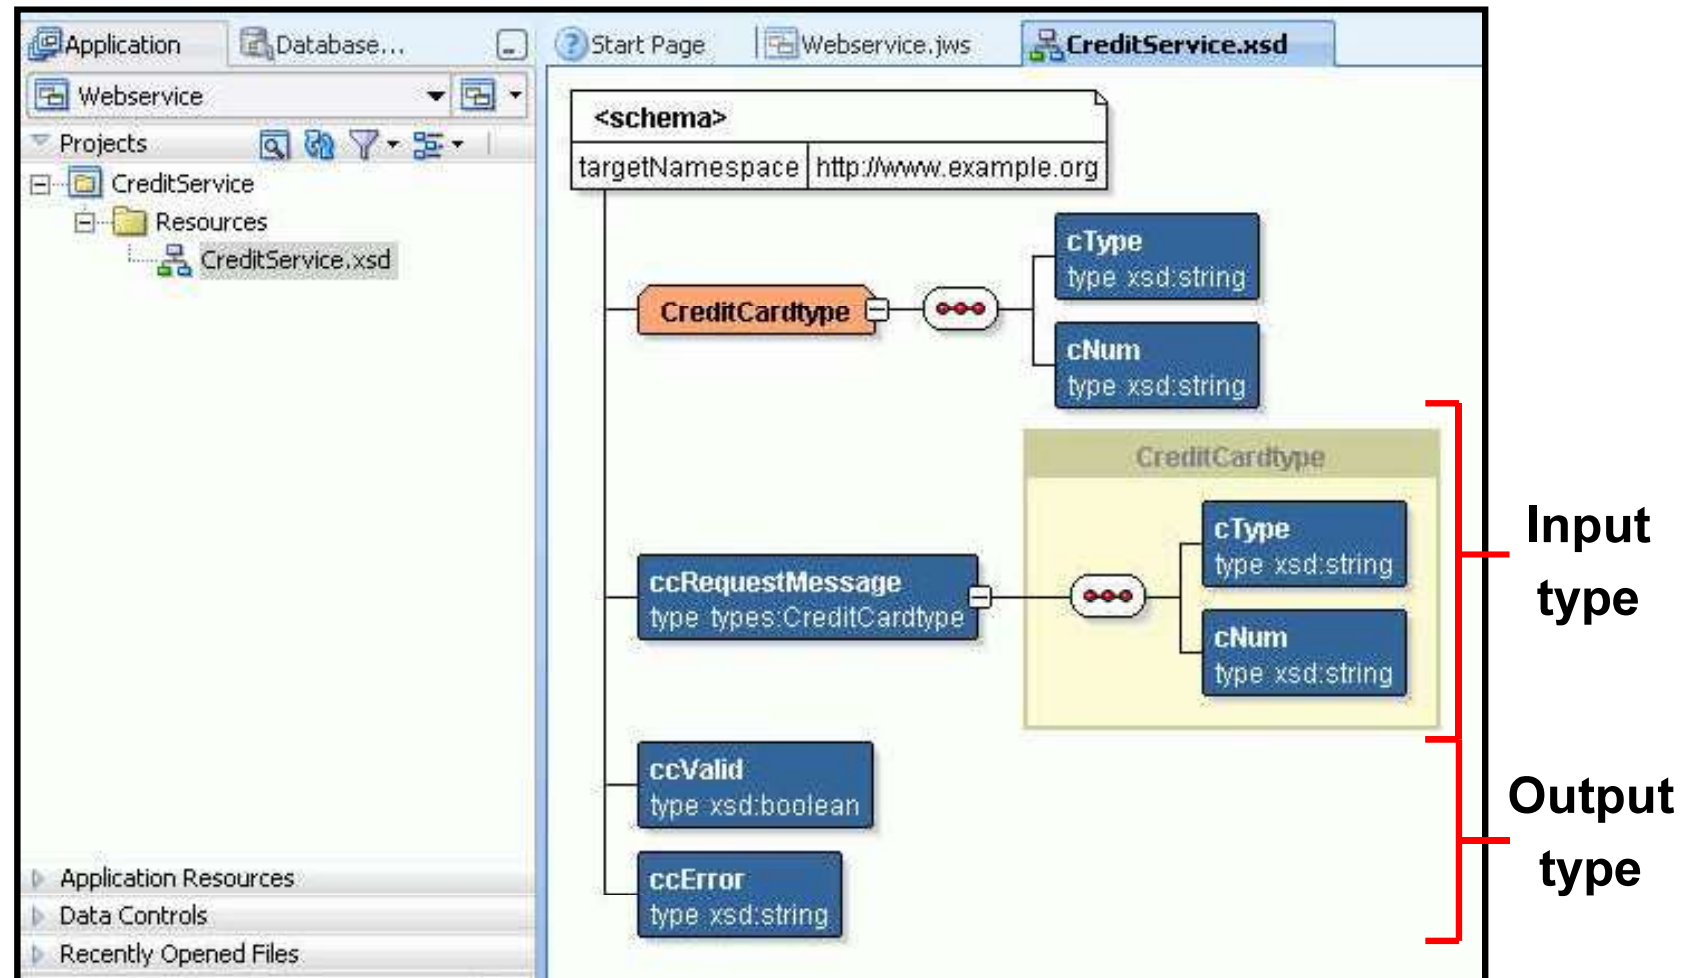 Application
Database...
Start Page
Webservice.jws
CreditService.xsd
Webservice
Projects
CreditService
Resources
CreditService.xsd
Application Resources
Data Controls
Recently Opened Files
<schema>
targetNamespace http://www.example.org
CreditCardtype
cType
type xsd:string
cNum
type xsd:string
ccRequestMessage
type types:CreditCardtype
CreditCardtype
cType
type xsd:string
cNum
type xsd:string
ccValid
type xsd:boolean
ccError
type xsd:string
Input
type
Output
type